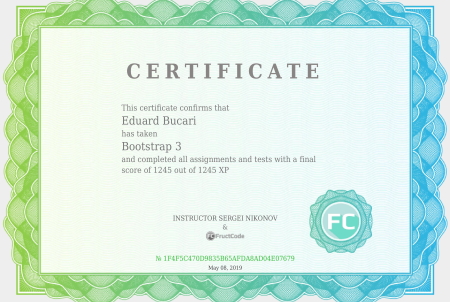 CERTIFICATE
This certificate confirms that
Eduard Bucari
has taken
Bootstrap 3
and completed all assignments and tests with a final
score of 1245 out of 1245 XP
INSTRUCTOR SERGEI NIKONOV
&
FC FructCode
FC
№ 1F4F5C470D9835B65AFDA8AD04E07679
May 08, 2019